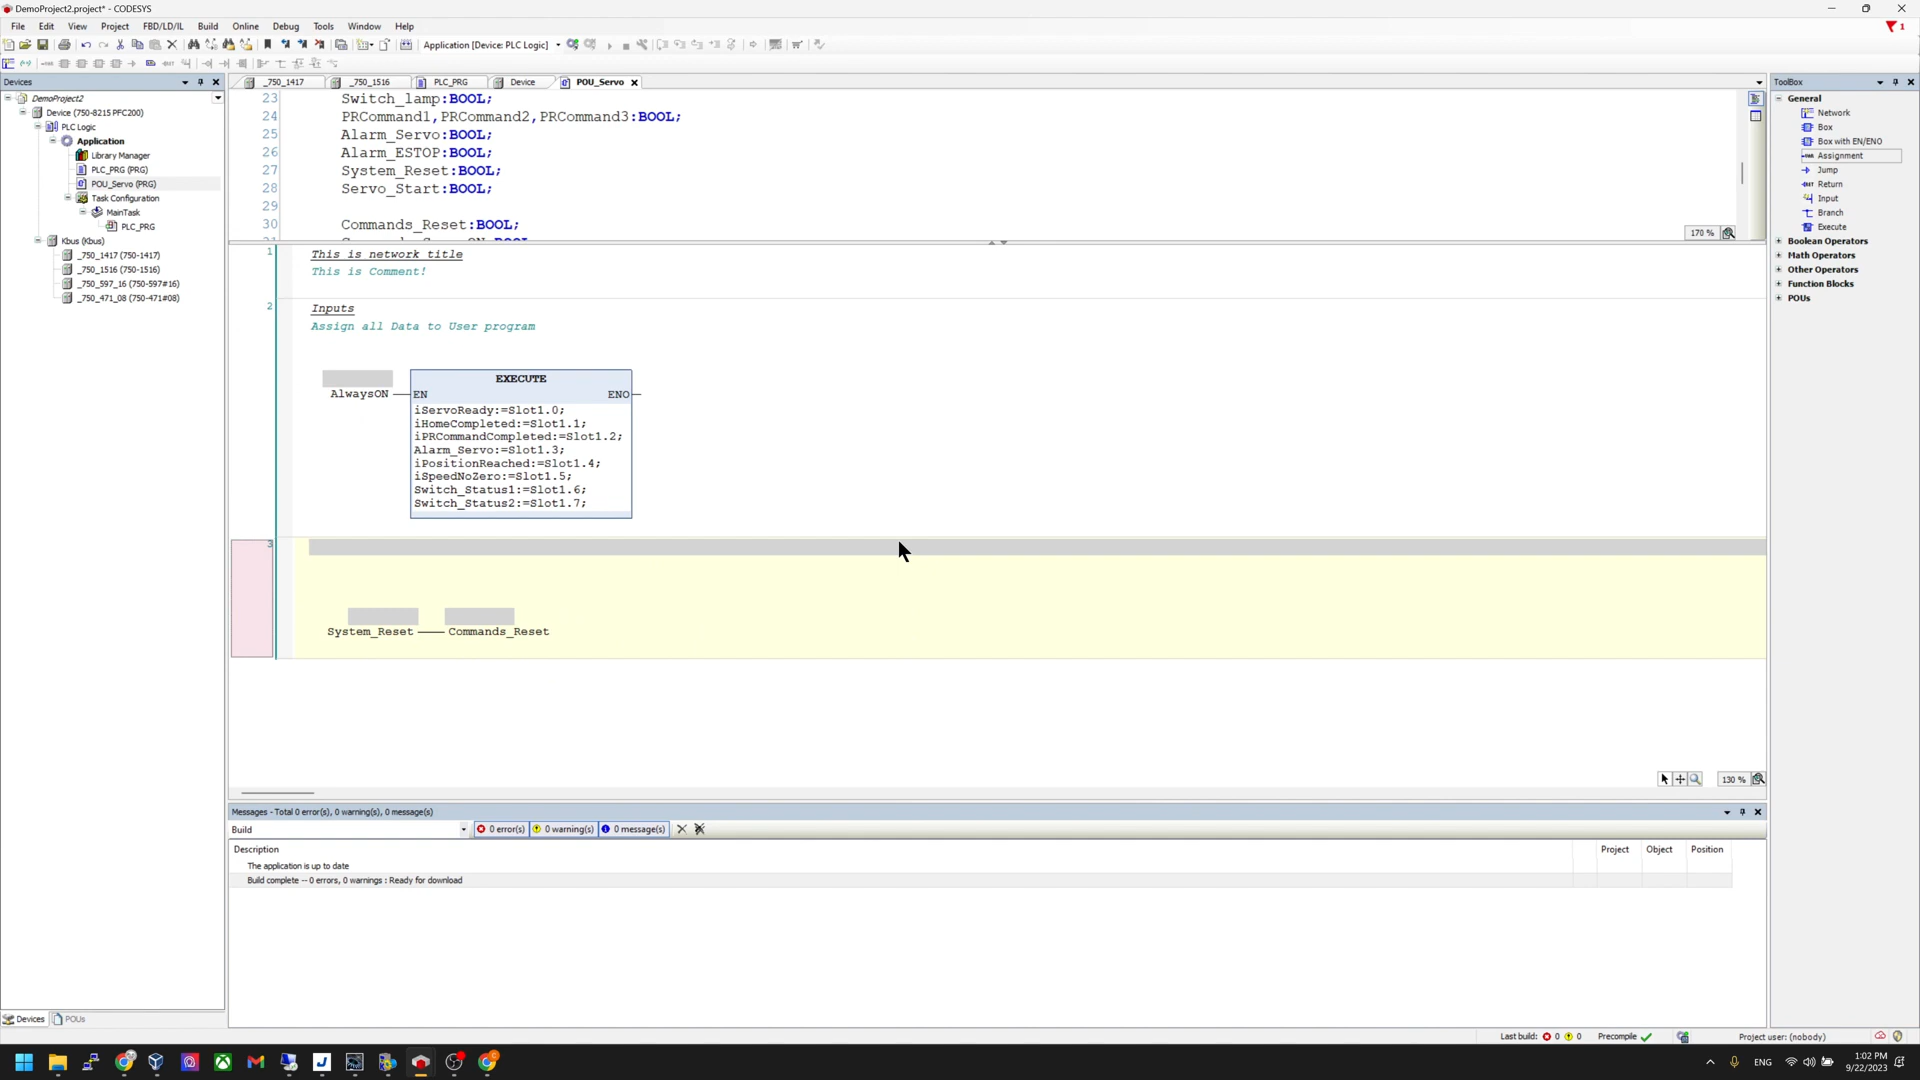 DemoProject2.project* - CODESYS
File Edit View Project FBD/LD/IL Build Online Debug Tools Window Help
1
Application [Device: PLC Logic]
Devices
DemoProject2
Device (750-8215 PFC200)
PLC Logic
Application
Library Manager
PLC_PRG (PRG)
POU_Servo (PRG)
Task Configuration
MainTask
PLC_PRG
Kbus (Kbus)
_750_1417 (750-1417)
_750_1516 (750-1516)
_750_597_16 (750-597#16)
_750_471_08 (750-471#08)
Devices POUs
_750_1417 _750_1516 PLC_PRG Device POU_Servo
23 Switch_lamp:BOOL;
24 PRCommand1,PRCommand2,PRCommand3:BOOL;
25 Alarm_Servo:BOOL;
26 Alarm_ESTOP:BOOL;
27 System_Reset:BOOL;
28 Servo_Start:BOOL;
29
30 Commands_Reset:BOOL;
170 %
1 This is network title
This is Comment!
2 Inputs
Assign all Data to User program
EXECUTE
AlwaysON EN ENO
iServoReady:=Slot1.0;
iHomeCompleted:=Slot1.1;
iPRCommandCompleted:=Slot1.2;
Alarm_Servo:=Slot1.3;
iPositionReached:=Slot1.4;
iSpeedNoZero:=Slot1.5;
Switch_Status1:=Slot1.6;
Switch_Status2:=Slot1.7;
3
System_Reset Commands_Reset
130 %
Messages - Total 0 error(s), 0 warning(s), 0 message(s)
Build 0 error(s) 0 warning(s) 0 message(s)
Description Project Object Position
The application is up to date
Build complete -- 0 errors, 0 warnings : Ready for download
ToolBox
General
Network
Box
Box with EN/ENO
Assignment
Jump
Return
Input
Branch
Execute
Boolean Operators
Math Operators
Other Operators
Function Blocks
POUs
Last build: 0 0 Precompile Project user: (nobody)
ENG
1:02 PM
9/22/2023